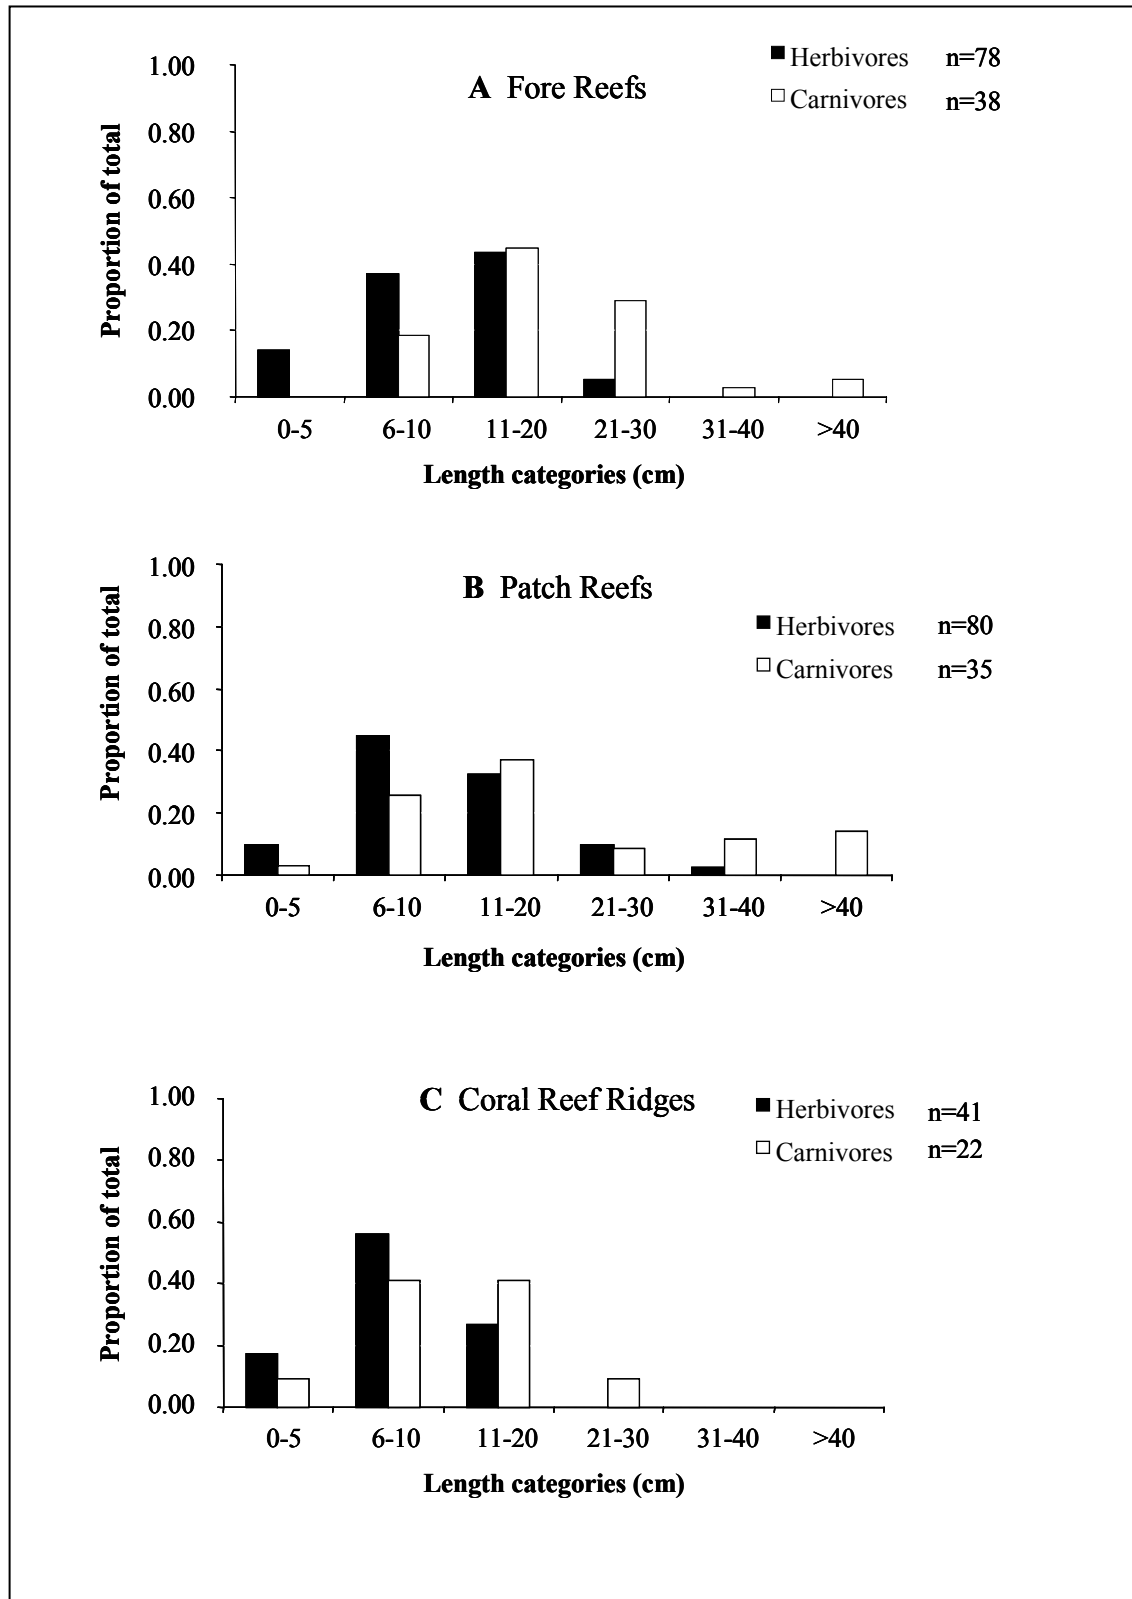 A Fore Reefs
Herbivores n=78
Carnivores n=38
Proportion of total
1.00
0.80
0.60
0.40
0.20
0.00
0-5 6-10 11-20 21-30 31-40 >40
Length categories (cm)
B Patch Reefs
Herbivores n=80
Carnivores n=35
Proportion of total
1.00
0.80
0.60
0.40
0.20
0.00
0-5 6-10 11-20 21-30 31-40 >40
Length categories (cm)
C Coral Reef Ridges
Herbivores n=41
Carnivores n=22
Proportion of total
1.00
0.80
0.60
0.40
0.20
0.00
0-5 6-10 11-20 21-30 31-40 >40
Length categories (cm)